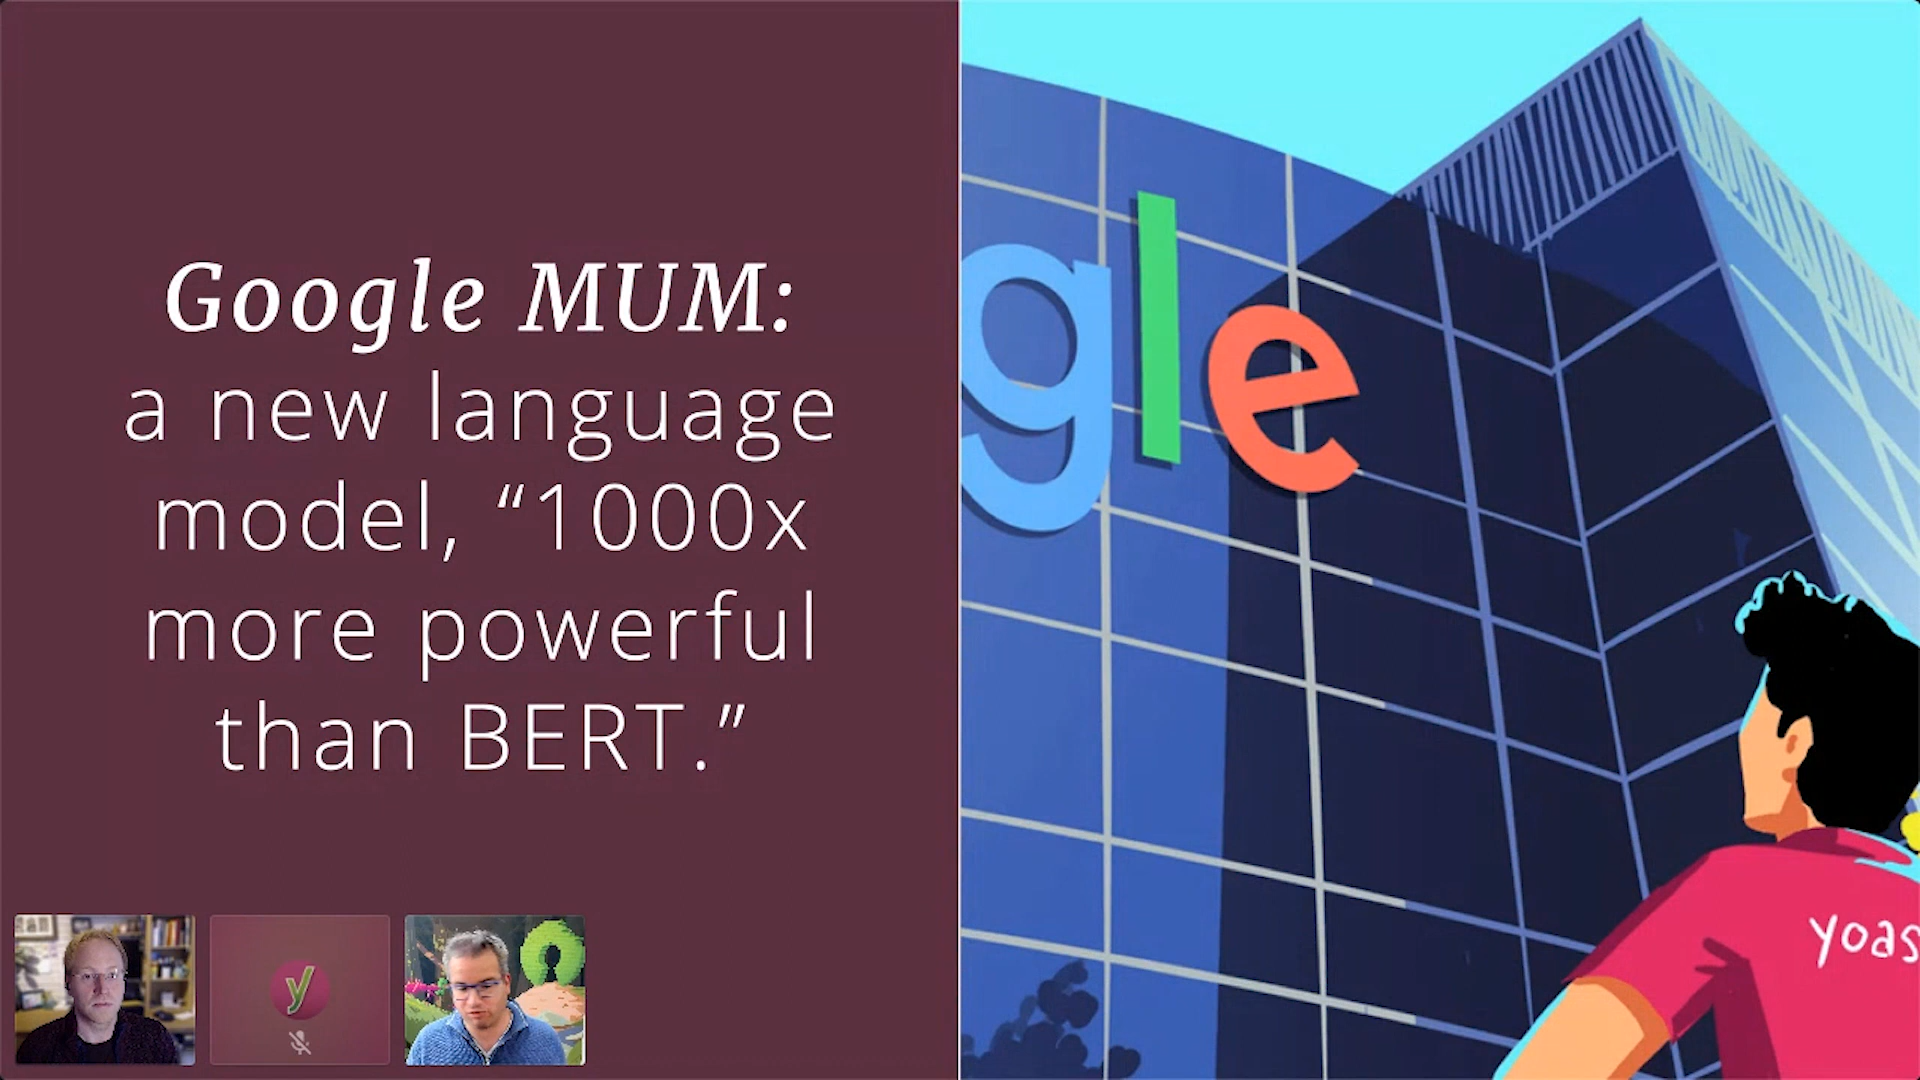 Google MUM:
a new language
model, “1000x
more powerful
than BERT.”
gle
yoas
y